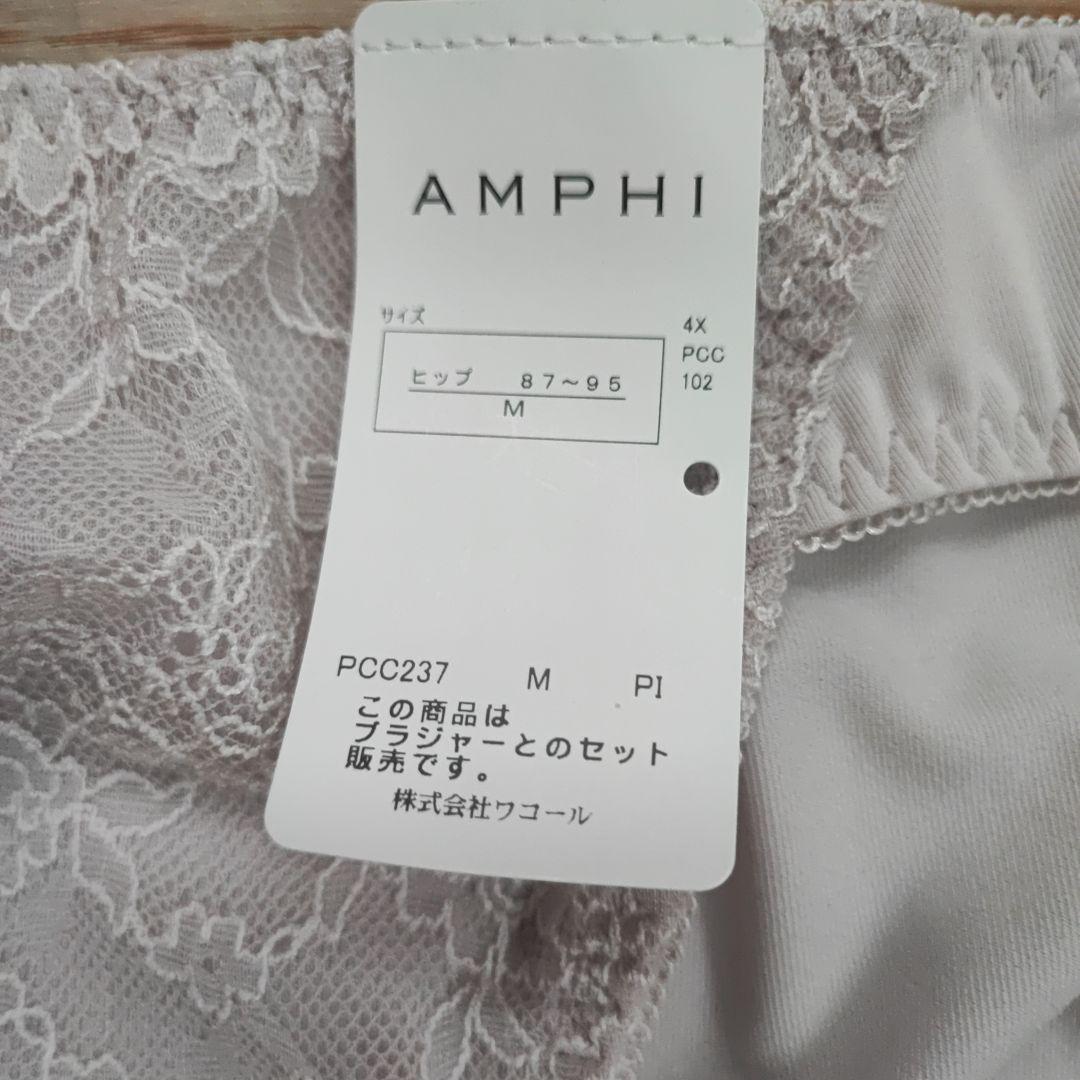 AMPHI
サイズ
ヒップ 87～95
M
4X
PCC
102
PCC237 M PI
この商品は
ブラジャーとのセット
販売です。
株式会社ワコール